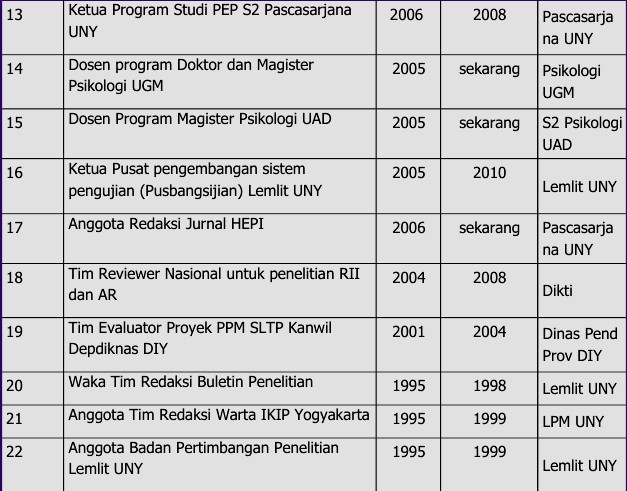 13 Ketua Program Studi PEP S2 Pascasarjana 2006 2008 Pascasarja
UNY na UNY
14 Dosen program Doktor dan Magister 2005 sekarang Psikologi
Psikologi UGM UGM
15 Dosen Program Magister Psikologi UAD 2005 sekarang S2 Psikologi
UAD
16 Ketua Pusat pengembangan sistem 2005 2010
pengujian (Pusbangsijian) Lemlit UNY Lemlit UNY
17 Anggota Redaksi Jurnal HEPI 2006 sekarang Pascasarja
na UNY
18 Tim Reviewer Nasional untuk penelitian RII 2004 2008
dan AR Dikti
19 Tim Evaluator Proyek PPM SLTP Kanwil 2001 2004 Dinas Pend
Depdiknas DIY Prov DIY
20 Waka Tim Redaksi Buletin Penelitian 1995 1998 Lemlit UNY
21 Anggota Tim Redaksi Warta IKIP Yogyakarta 1995 1999 LPM UNY
22 Anggota Badan Pertimbangan Penelitian 1995 1999
Lemlit UNY Lemlit UNY